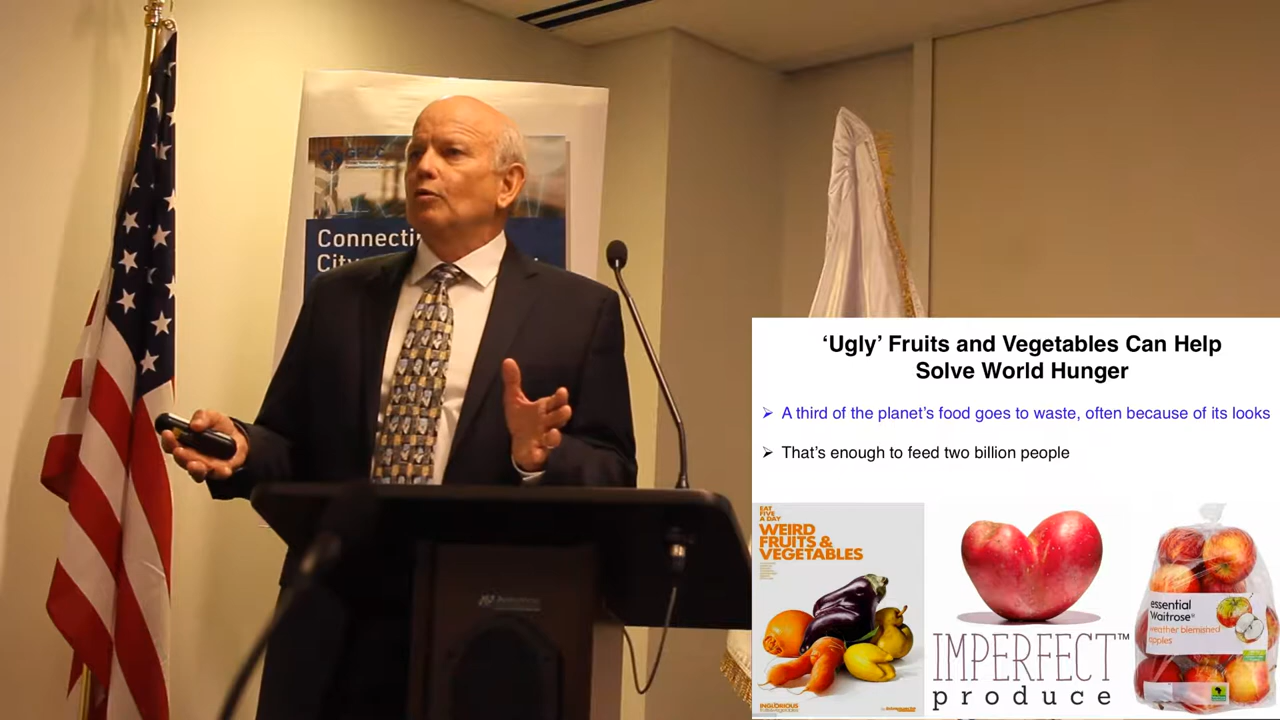 Connecti
City
‘Ugly’ Fruits and Vegetables Can Help
Solve World Hunger
➢ A third of the planet’s food goes to waste, often because of its looks
➢ That’s enough to feed two billion people
EAT
FIVE
A DAY
WEIRD
FRUITS &
VEGETABLES
INGLORIOUS
IMPERFECT™
produce
essential
Waitrose®
weather blemished
apples